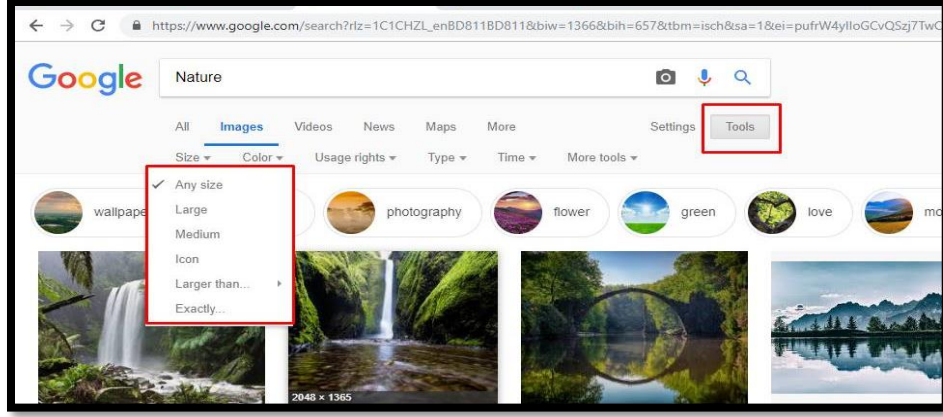 https://www.google.com/search?rlz=1C1CHZL_enBD811BD811&biw=1366&bih=657&tbm=isch&sa=1&ei=pufrW4ylIoGCvQSzj7TwC
Google Nature
All Images Videos News Maps More Settings Tools
Size Color Usage rights Type Time More tools
Any size
Large
Medium
Icon
Larger than...
Exactly...
wallpape photography flower green love mo
2048 × 1365